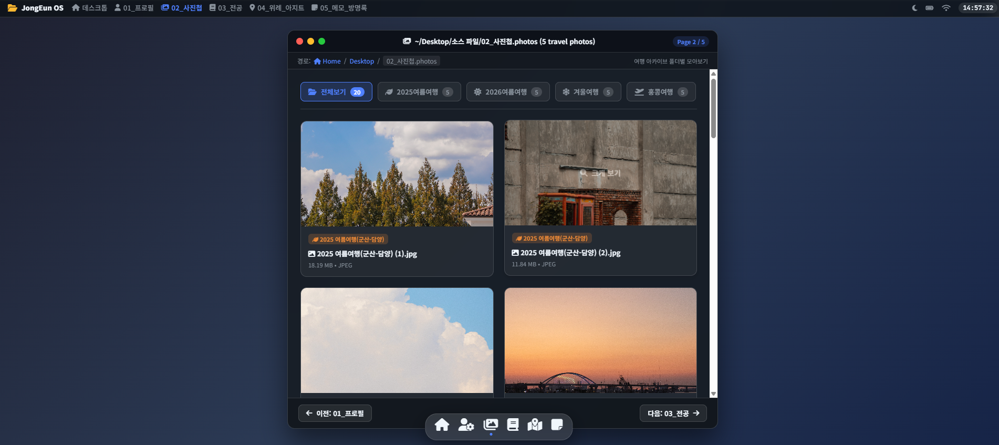 JongEun OS 데스크톱 01_프로필 02_사진첩 03_전공 04_위례_아지트 05_메모_방명록 14:57:32
~/Desktop/소스 파일/02_사진첩.photos (5 travel photos) Page 2 / 5
경로: Home / Desktop / 02_사진첩.photos 여행 아카이브 폴더별 모아보기
전체보기 20 2025여름여행 5 2026여름여행 5 겨울여행 5 홍콩여행 5
크게 보기
2025 여름여행(군산-담양)
2025 여름여행(군산-담양) (1).jpg
18.19 MB • JPEG
2025 여름여행(군산-담양)
2025 여름여행(군산-담양) (2).jpg
11.84 MB • JPEG
이전: 01_프로필 다음: 03_전공